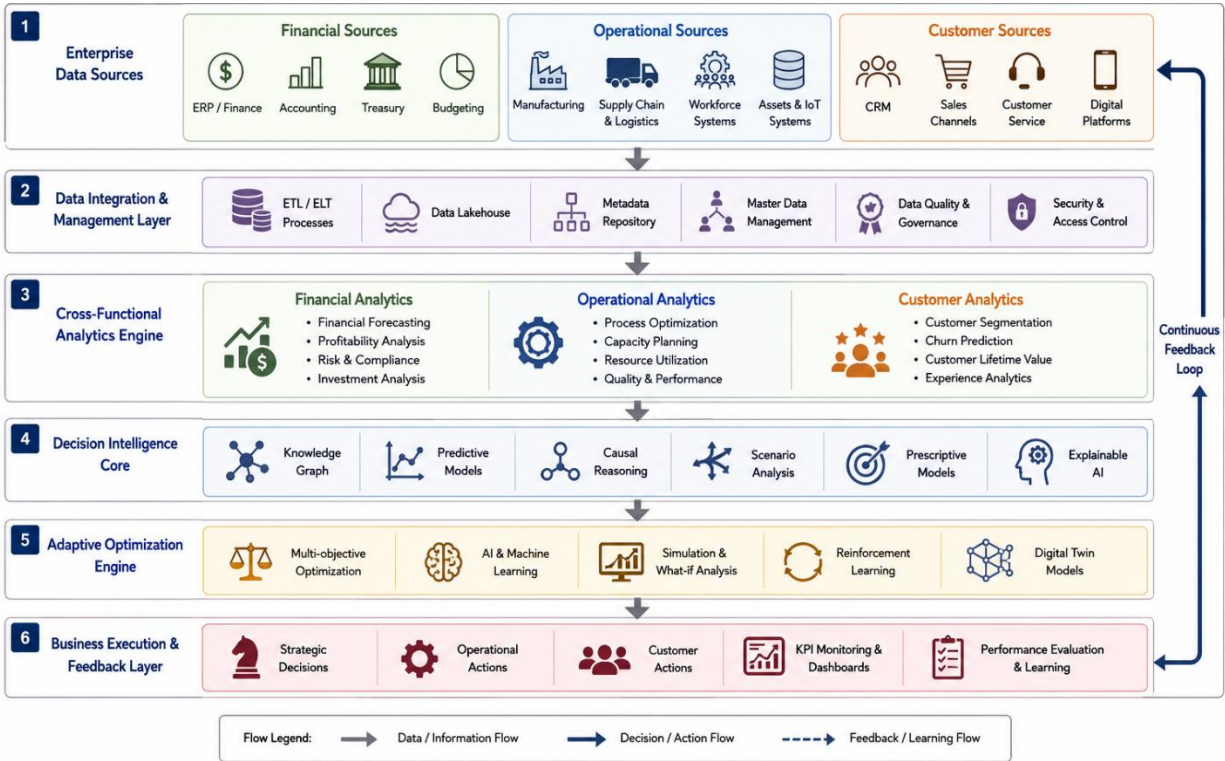 1
Enterprise
Data Sources
Financial Sources
ERP / Finance
Accounting
Treasury
Budgeting
Operational Sources
Manufacturing
Supply Chain
& Logistics
Workforce
Systems
Assets & IoT
Systems
Customer Sources
CRM
Sales
Channels
Customer
Service
Digital
Platforms
2
Data Integration &
Management Layer
ETL / ELT
Processes
Data Lakehouse
Metadata
Repository
Master Data
Management
Data Quality &
Governance
Security &
Access Control
3
Cross-Functional
Analytics Engine
Financial Analytics
• Financial Forecasting
• Profitability Analysis
• Risk & Compliance
• Investment Analysis
Operational Analytics
• Process Optimization
• Capacity Planning
• Resource Utilization
• Quality & Performance
Customer Analytics
• Customer Segmentation
• Churn Prediction
• Customer Lifetime Value
• Experience Analytics
Continuous
Feedback
Loop
4
Decision Intelligence
Core
Knowledge
Graph
Predictive
Models
Causal
Reasoning
Scenario
Analysis
Prescriptive
Models
Explainable
AI
5
Adaptive Optimization
Engine
Multi-objective
Optimization
AI & Machine
Learning
Simulation &
What-if Analysis
Reinforcement
Learning
Digital Twin
Models
6
Business Execution &
Feedback Layer
Strategic
Decisions
Operational
Actions
Customer
Actions
KPI Monitoring &
Dashboards
Performance Evaluation
& Learning
Flow Legend:
Data / Information Flow
Decision / Action Flow
Feedback / Learning Flow